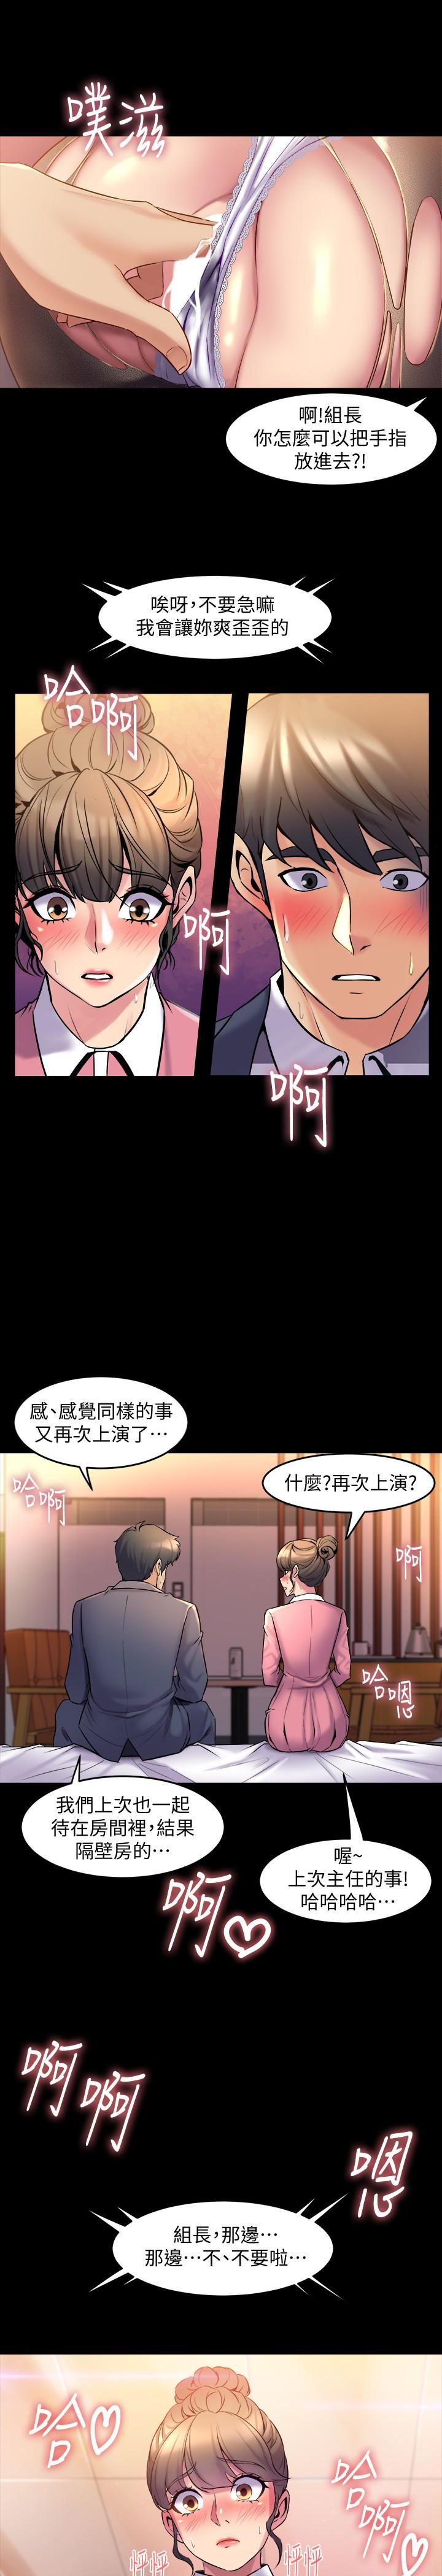 噗滋
啊!組長
你怎麼可以把手指
放進去?!
唉呀,不要急嘛
我會讓妳爽歪歪的
哈啊
啊
啊
感、感覺同樣的事
又再次上演了…
什麼?再次上演?
哈啊
啊
哈嗯
我們上次也一起
待在房間裡,結果
隔壁房的…
喔~
上次主任的事!
哈哈哈哈…
啊♡
啊啊
嗯
組長,那邊…
那邊…不、不要啦…
哈♡
哈啊♡
怦怦
怦怦